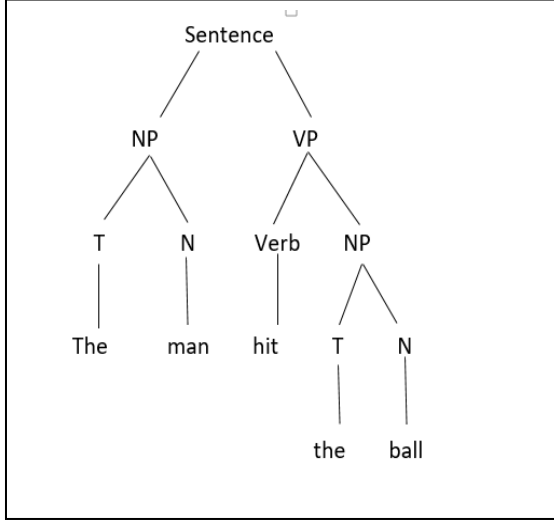 Sentence
NP VP
T N Verb NP
The man hit T N
the ball